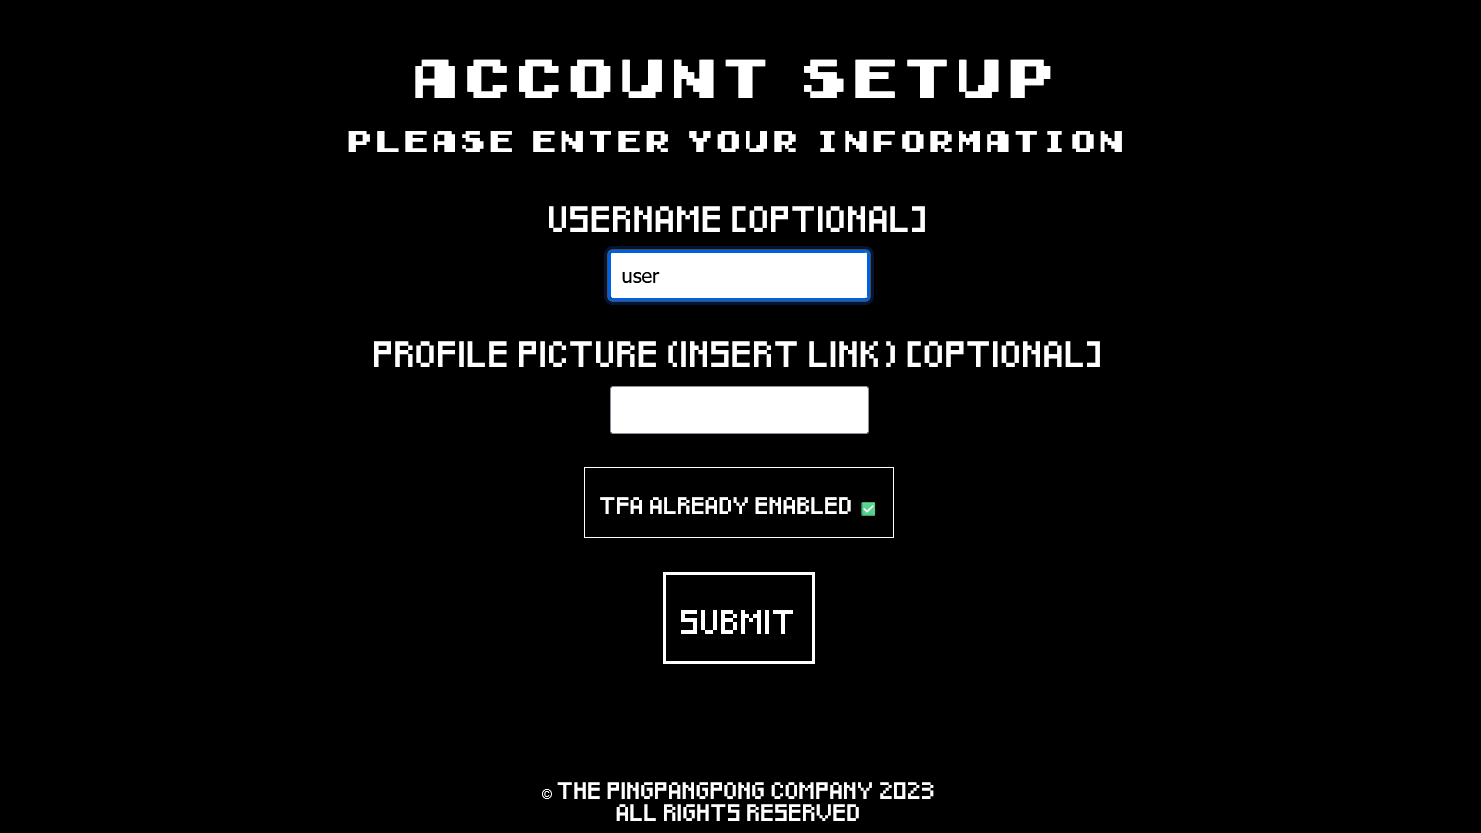 ACCOUNT SETUP
PLEASE ENTER YOUR INFORMATION
USERNAME [OPTIONAL]
user
PROFILE PICTURE (INSERT LINK) [OPTIONAL]
TFA ALREADY ENABLED ✅
SUBMIT
© THE PINGPANGPONG COMPANY 2023
ALL RIGHTS RESERVED